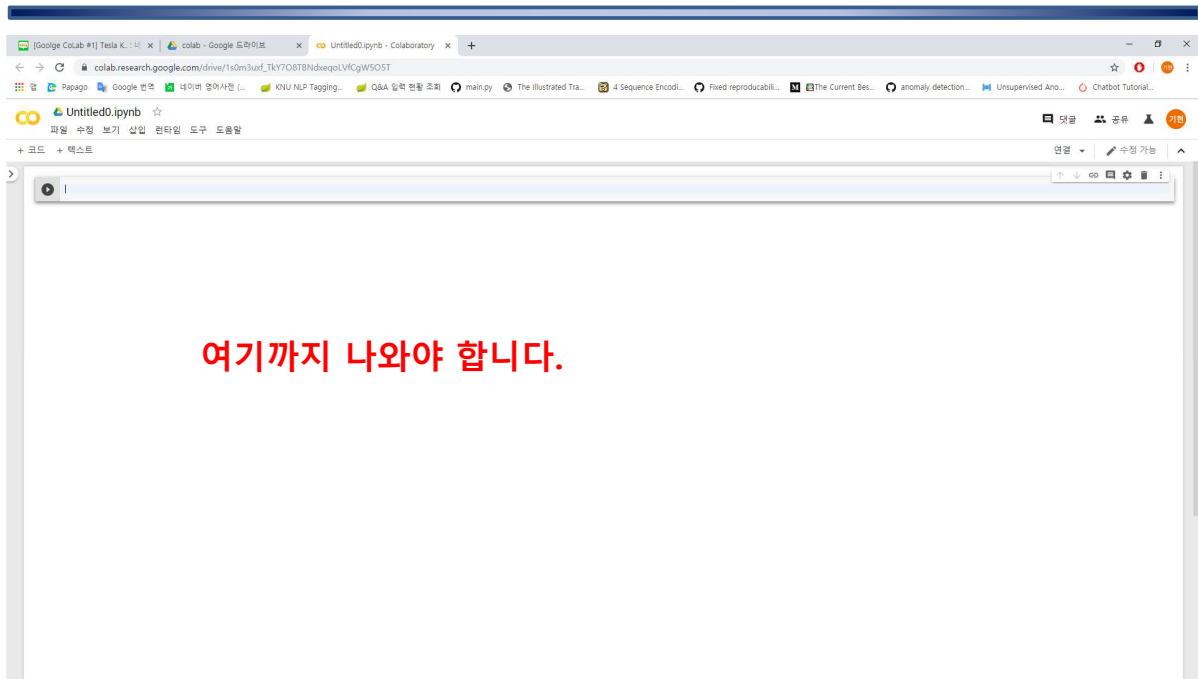 [Goolge CoLab #1] Tesla K.. : 네
colab - Google 드라이브
Untitled0.ipynb - Colaboratory
colab.research.google.com/drive/1s0m3uxf_TkY7O8TBNdxeqoLVfCgW5O5T
앱 Papago Google 번역 네이버 영어사전 (... KNU NLP Tagging... Q&A 입력 현황 조회 main.py The Illustrated Tra... 4 Sequence Encodi... Fixed reproducabili... The Current Bes... anomaly detection... Unsupervised Ano... Chatbot Tutorial...
Untitled0.ipynb
댓글 공유 기현
파일 수정 보기 삽입 런타임 도구 도움말
+ 코드 + 텍스트
연결 수정 가능
여기까지 나와야 합니다.